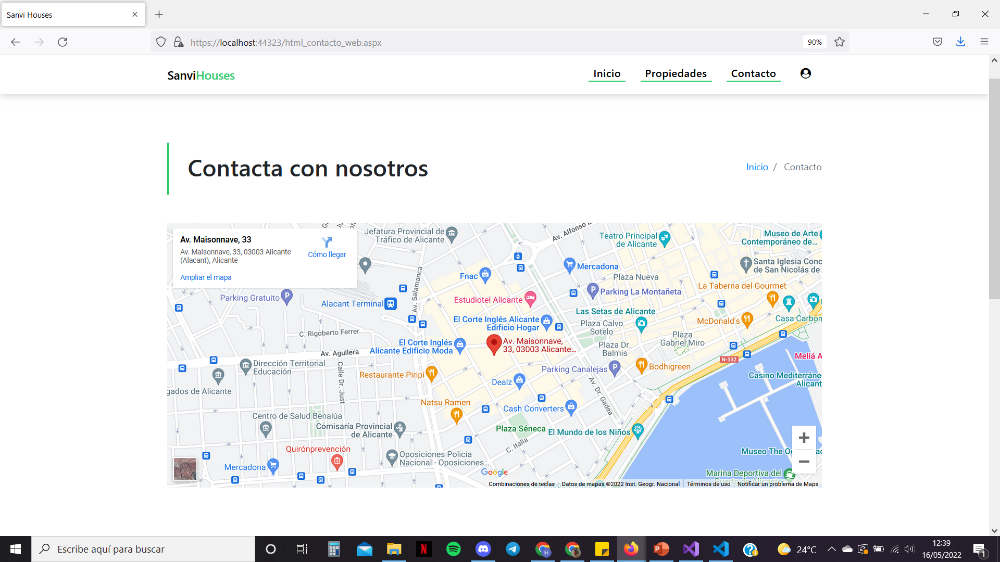 Sanvi Houses
https://localhost:44323/html_contacto_web.aspx
90%
SanviHouses
Inicio
Propiedades
Contacto
Contacta con nosotros
Inicio / Contacto
Av. Maisonnave, 33
Av. Maisonnave, 33, 03003 Alicante
(Alacant), Alicante
Cómo llegar
Ampliar el mapa
Jefatura Provincial de
Tráfico de Alicante
Av. Alfonso
Teatro Principal
de Alicante
Museo de Arte
Contemporáneo de...
Santa Iglesia Conc
de San Nicolás de
Mercadona
Fnac
Plaza Nueva
Av. Salamanca
La Taberna del Gourmet
Parking La Montañeta
Parking Gratuito
Alacant Terminal
Estudiotel Alicante
Las Setas de Alicante
Casa Carbon
McDonald's
El Corte Inglés Alicante
Edificio Hogar
Plaza Calvo
Sotelo
C. Rigoberto Ferrer
Plaza
Gabriel Miro
El Corte Inglés
Alicante Edificio Moda
Av. Maisonnave,
33, 03003 Alicante...
Plaza Dr.
Balmis
Av. Aguilera
N-332
Meliá A
Dirección Territorial
Educación
Calle Dr. Just
Restaurante Piripi
Parking Canalejas
Bodhigreen
Casino Mediterráne
Alicant
Dealz
Av. Dr. Gadea
gados de Alicante
Natsu Ramen
Cash Converters
Centro de Salud Benalúa
Comisaría Provincial
de Alicante
Plaza Séneca
El Mundo de los Niños
C. Italia
Quirónprevención
Oposiciones Policía
Nacional - Oposiciones...
Museo The Oc
Mercadona
Google
Marina Deportiva del
Puerto de Alicante
Combinaciones de teclas
Datos de mapas ©2022 Inst. Geogr. Nacional
Términos de uso
Notificar un problema de Maps
Escribe aquí para buscar
24°C
12:39
16/05/2022
1